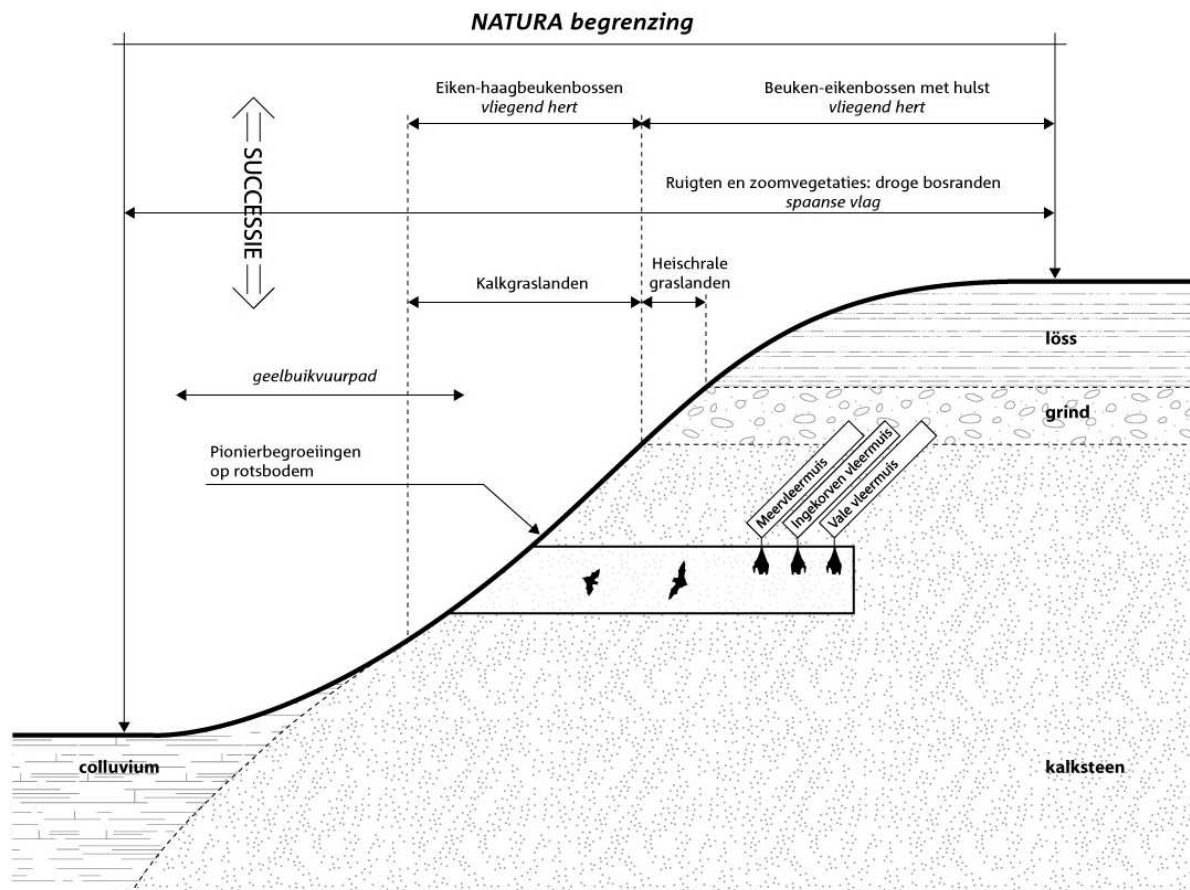 NATURA begrenzing
Eiken-haagbeukenbossen
vliegend hert
Beuken-eikenbossen met hulst
vliegend hert
SUCCESSIE
Ruigten en zoomvegetaties: droge bosranden
spaanse vlag
Kalkgraslanden
Heischrale
graslanden
löss
geelbuikvuurpad
grind
Pionierbegroeiingen
op rotsbodem
Meervleermuis
Ingekorven vleermuis
Vale vleermuis
colluvium
kalksteen